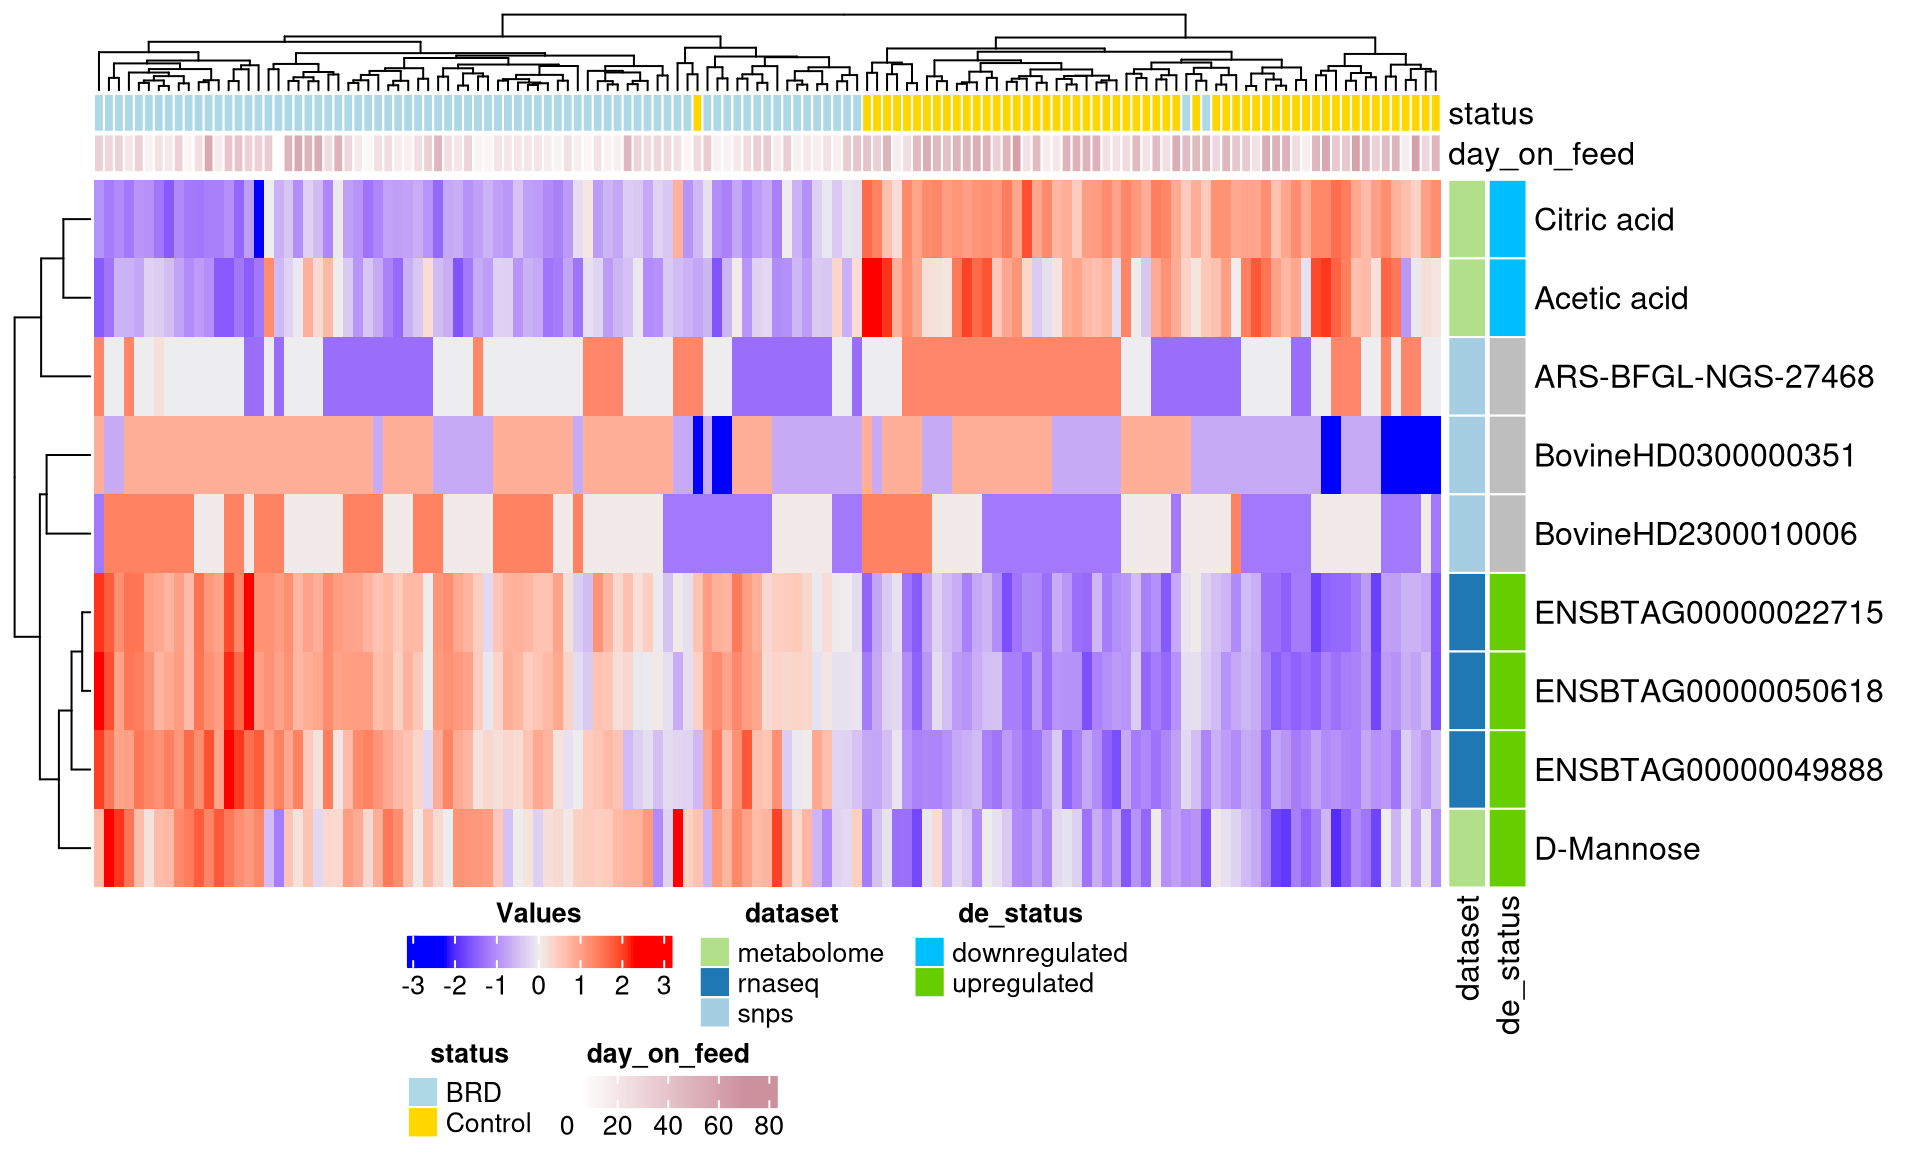 status
day_on_feed
Citric acid
Acetic acid
ARS-BFGL-NGS-27468
BovineHD0300000351
BovineHD2300010006
ENSBTAG00000022715
ENSBTAG00000050618
ENSBTAG00000049888
D-Mannose
dataset
de_status
Values
-3 -2 -1 0 1 2 3
dataset
metabolome
rnaseq
snps
de_status
downregulated
upregulated
status
BRD
Control
day_on_feed
0 20 40 60 80